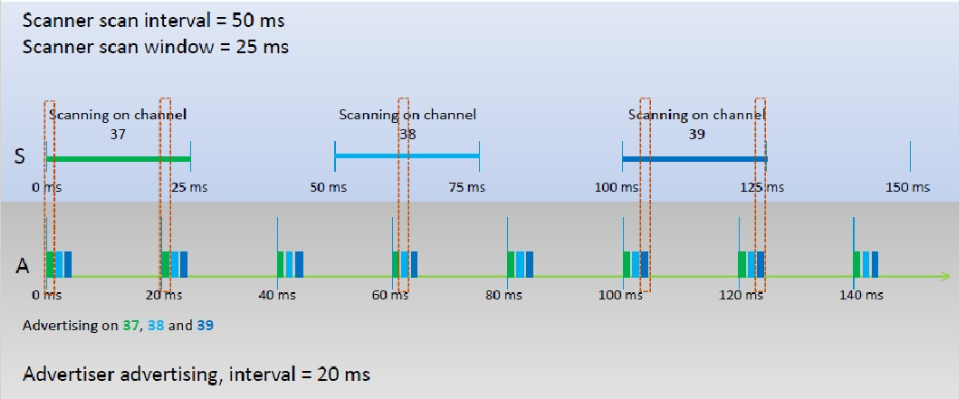 Scanner scan interval = 50 ms
Scanner scan window = 25 ms
Scanning on channel
37
Scanning on channel
38
Scanning on channel
39
S
0 ms
25 ms
50 ms
75 ms
100 ms
125 ms
150 ms
A
0 ms
20 ms
40 ms
60 ms
80 ms
100 ms
120 ms
140 ms
Advertising on 37, 38 and 39
Advertiser advertising, interval = 20 ms